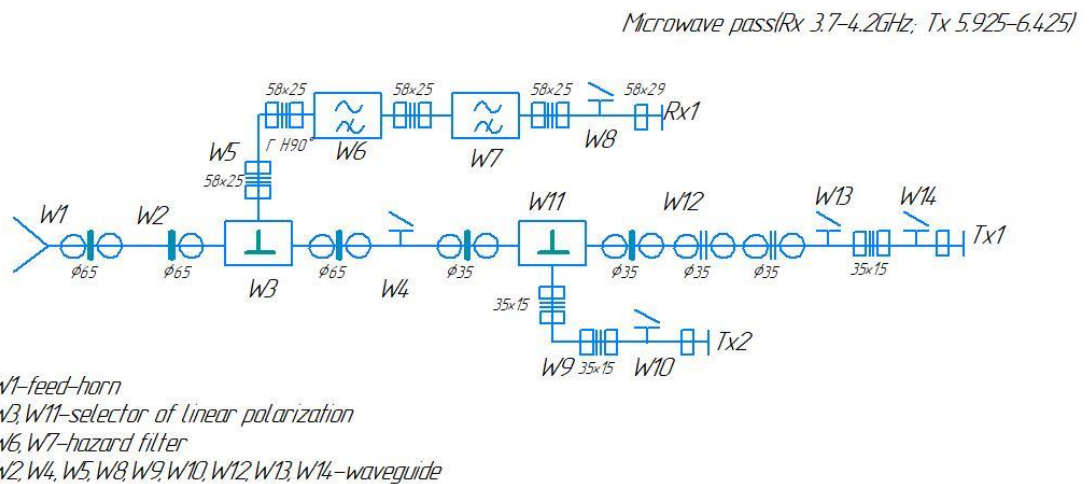 Microwave pass(Rx 3.7-4.2GHz; Tx 5.925-6.425)
58x25
58x25
58x25
58x29
Rx1
Г H90°
W5
W6
W7
W8
58x25
W1
W2
W11
W12
W13
W14
Tx1
ϕ65
ϕ65
W3
ϕ65
W4
ϕ35
ϕ35
ϕ35
ϕ35
35x15
35x15
Tx2
W9
35x15
W10
W1-feed-horn
W3,W11-selector of linear polarization
W6,W7-hazard filter
W2,W4,W5,W8,W9,W10,W12,W13,W14-waveguide